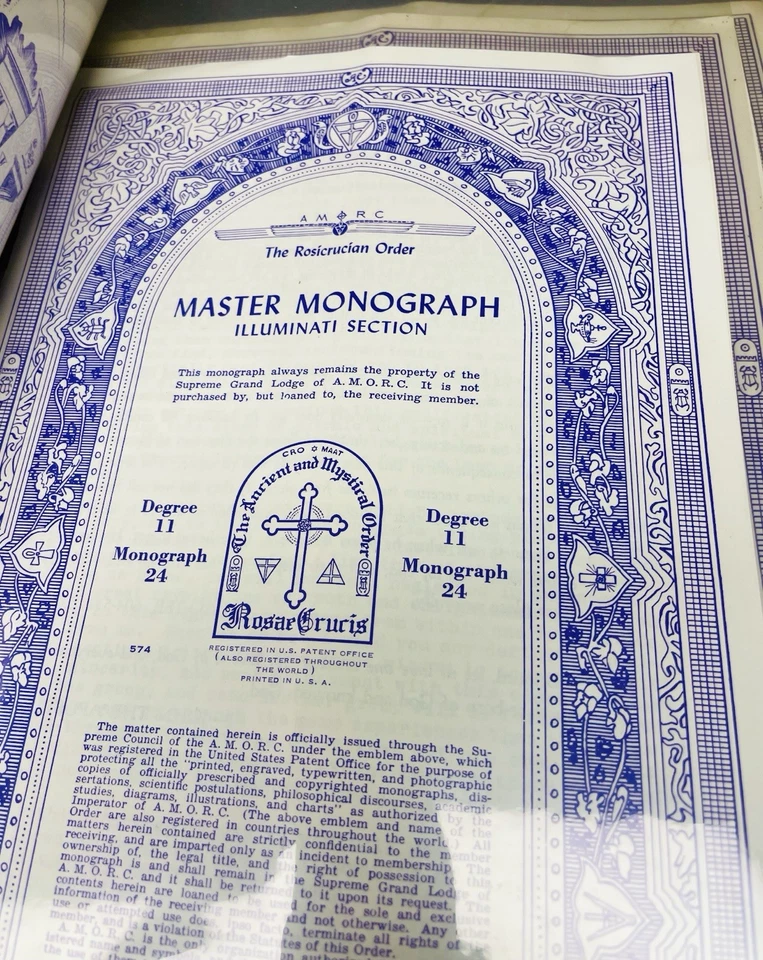 A M O R C
The Rosicrucian Order
MASTER MONOGRAPH
ILLUMINATI SECTION
This monograph always remains the property of the
Supreme Grand Lodge of A. M. O. R. C. It is not
purchased by, but loaned to, the receiving member.
CRO MAAT
The Ancient and Mystical Order
Rosae Crucis
Degree
11
Monograph
24
Degree
11
Monograph
24
574
REGISTERED IN U.S. PATENT OFFICE
(ALSO REGISTERED THROUGHOUT
THE WORLD)
PRINTED IN U. S. A.
The matter contained herein is officially issued through the Su-
preme Council of the A. M. O. R. C. under the emblem above, which
was registered in the United States Patent Office for the purpose of
protecting all the "printed, engraved, typewritten, and photographic
copies of officially prescribed and copyrighted monographs, dis-
sertations, scientific postulations, philosophical discourses, academic
studies, diagrams, illustrations, and charts" as authorized by the
Imperator of A. M. O. R. C. (The above emblem and name of the
Order are also registered in countries throughout the world.) All
matters herein contained are strictly confidential to the member
receiving, and are imparted only as an incident to membership. The
ownership of, the legal title, and the right of possession to this
monograph is and shall remain in the Supreme Grand Lodge of
A. M. O. R. C. and it shall be returned to it upon its request. The
contents herein are loaned to be used for the sole and exclusive
information of the receiving member and not otherwise. Any other
use or attempted use does, ipso facto, terminate all rights of
member, and is a violation of the Statutes of this Order.
A. M. O. R. C. is the only organization
istered name and
the use of